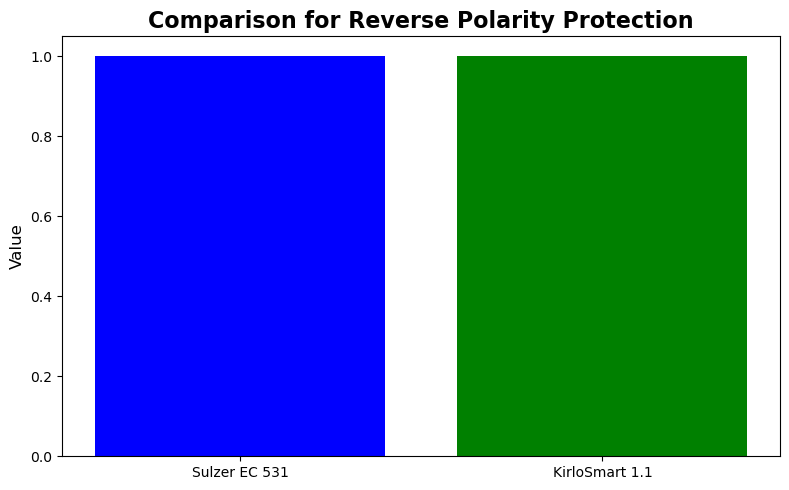 Comparison for Reverse Polarity Protection
1.0
0.8
0.6
0.4
0.2
0.0
Value
Sulzer EC 531
KirloSmart 1.1